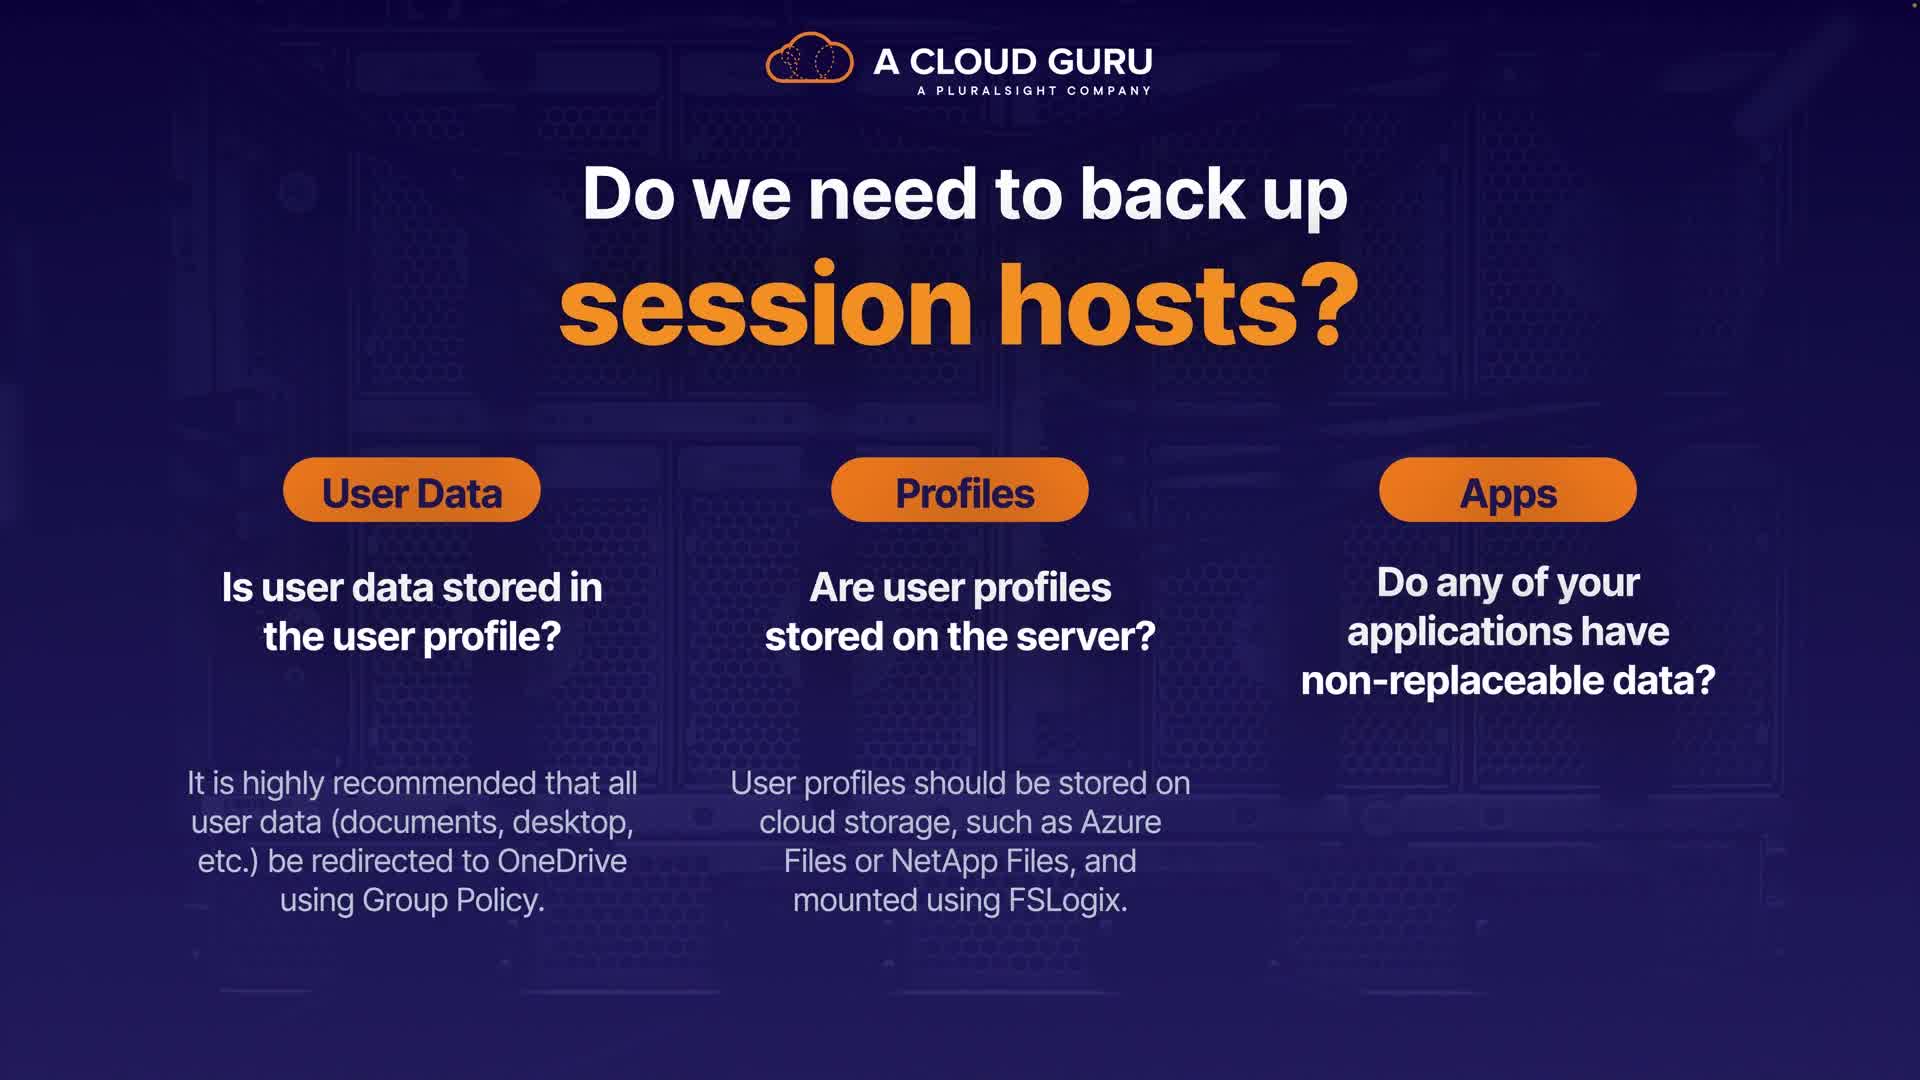 A CLOUD GURU
A PLURALSIGHT COMPANY
Do we need to back up
session hosts?
User Data
Is user data stored in
the user profile?
It is highly recommended that all
user data (documents, desktop,
etc.) be redirected to OneDrive
using Group Policy.
Profiles
Are user profiles
stored on the server?
User profiles should be stored on
cloud storage, such as Azure
Files or NetApp Files, and
mounted using FSLogix.
Apps
Do any of your
applications have
non-replaceable data?